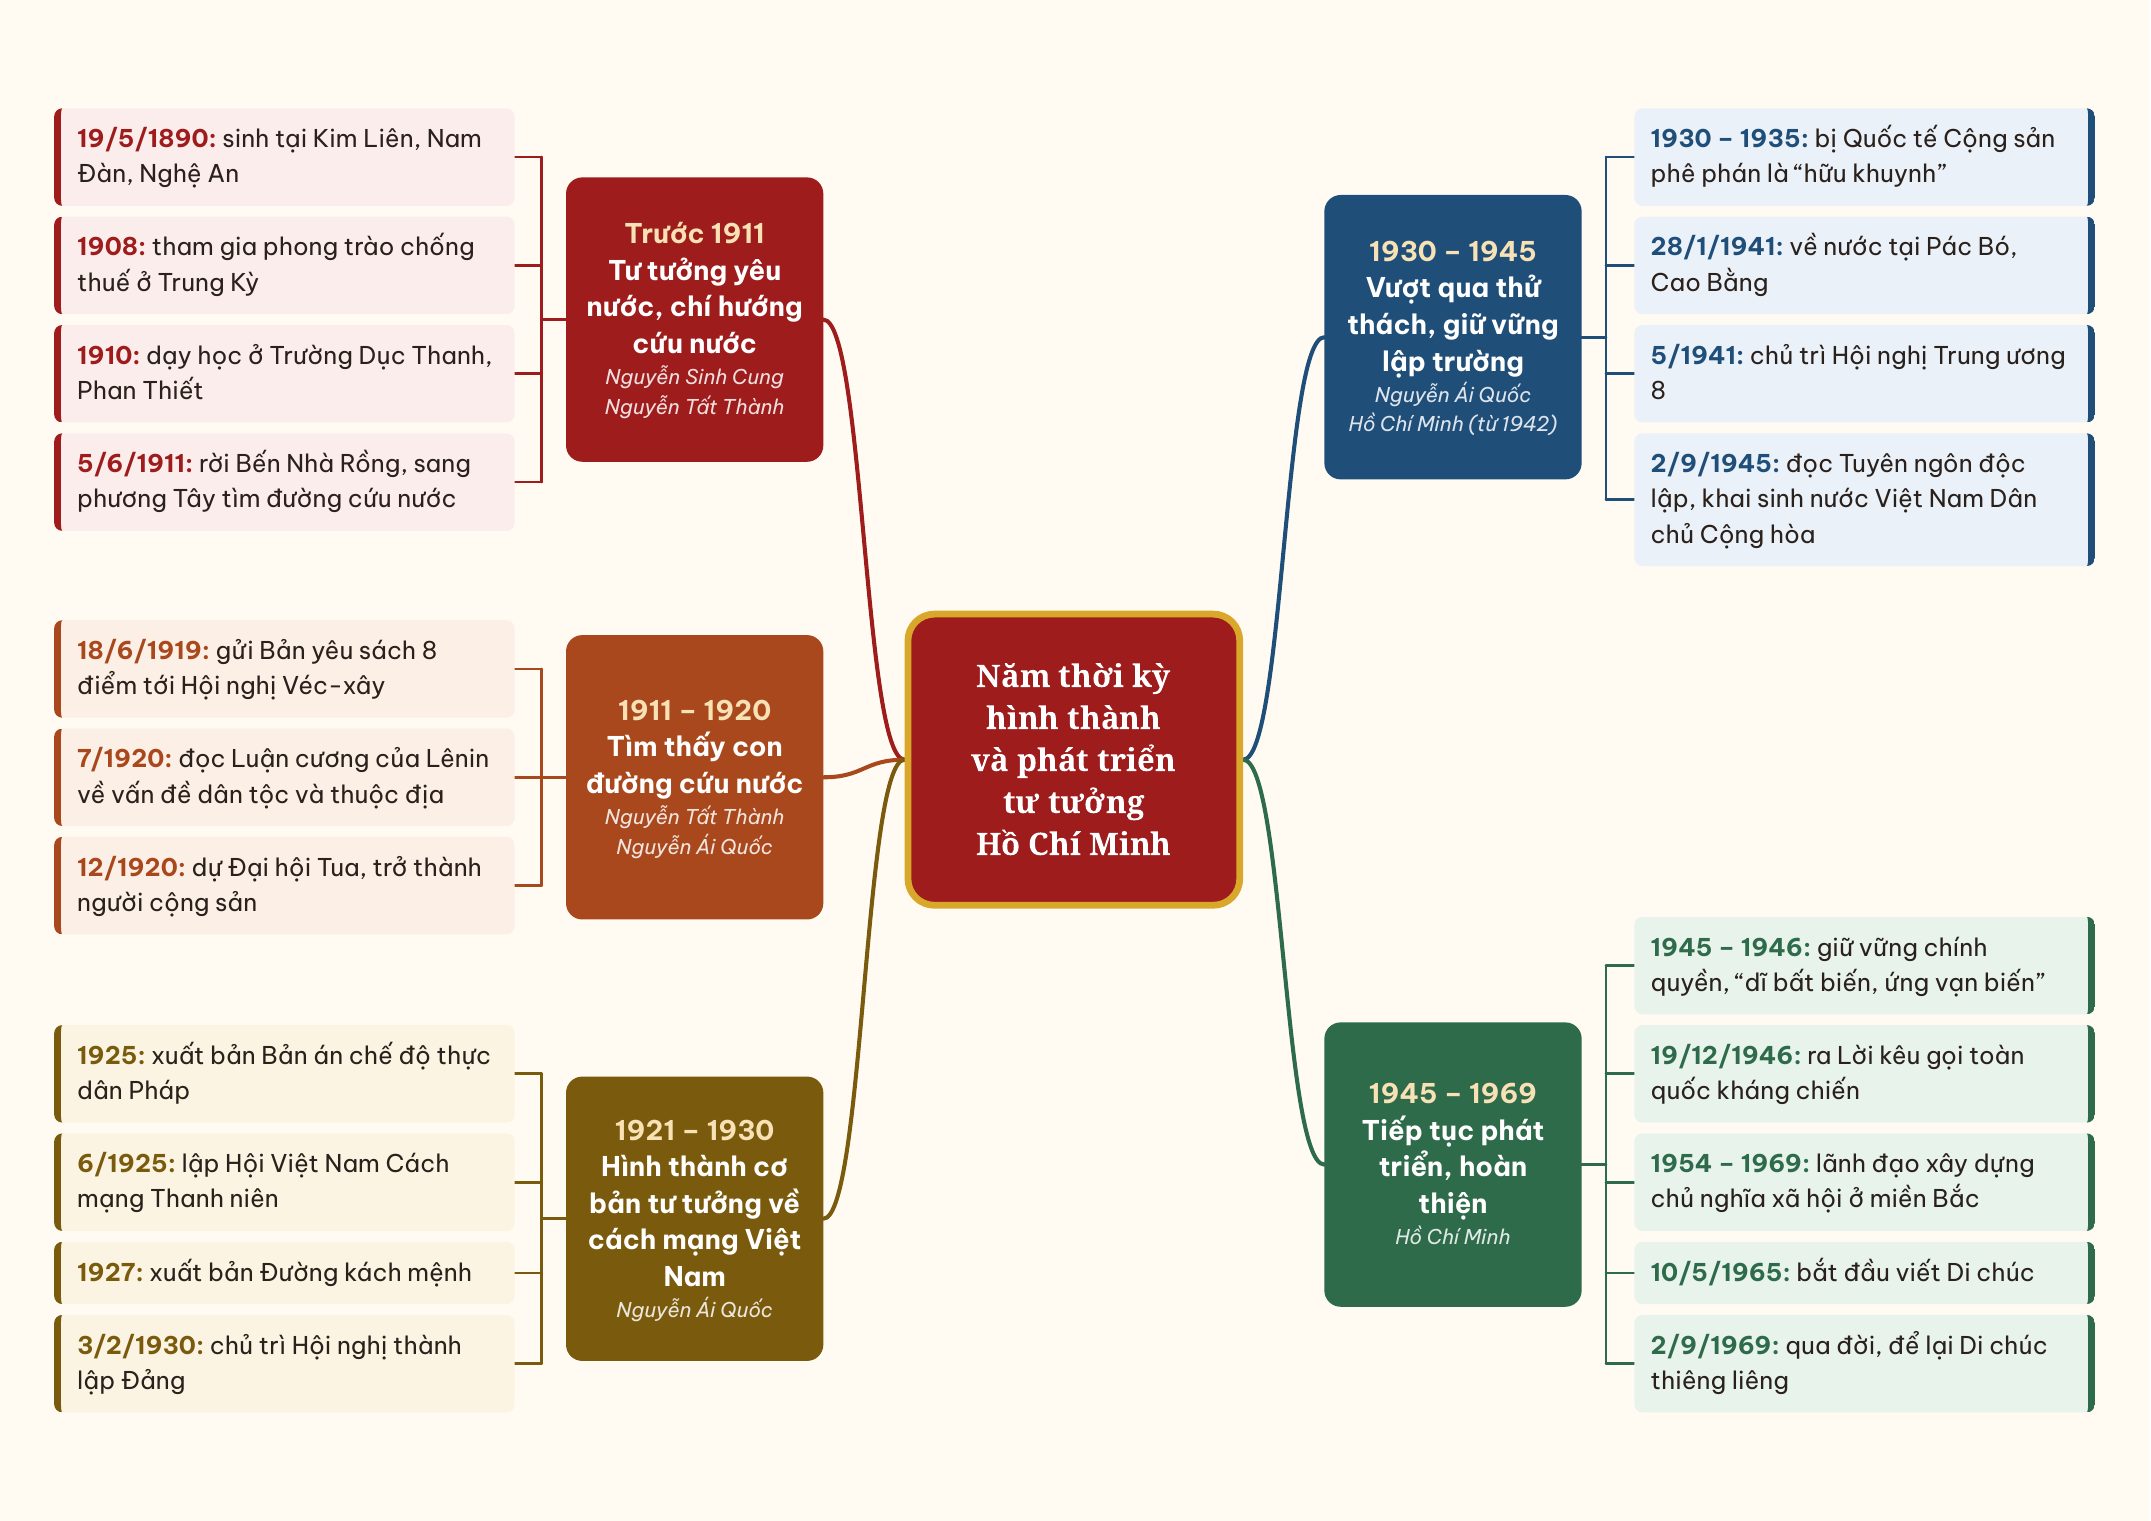 Năm thời kỳ
hình thành
và phát triển
tư tưởng
Hồ Chí Minh
Trước 1911
Tư tưởng yêu
nước, chí hướng
cứu nước
Nguyễn Sinh Cung
Nguyễn Tất Thành
19/5/1890: sinh tại Kim Liên, Nam
Đàn, Nghệ An
1908: tham gia phong trào chống
thuế ở Trung Kỳ
1910: dạy học ở Trường Dục Thanh,
Phan Thiết
5/6/1911: rời Bến Nhà Rồng, sang
phương Tây tìm đường cứu nước
1911 – 1920
Tìm thấy con
đường cứu nước
Nguyễn Tất Thành
Nguyễn Ái Quốc
18/6/1919: gửi Bản yêu sách 8
điểm tới Hội nghị Véc-xây
7/1920: đọc Luận cương của Lênin
về vấn đề dân tộc và thuộc địa
12/1920: dự Đại hội Tua, trở thành
người cộng sản
1921 – 1930
Hình thành cơ
bản tư tưởng về
cách mạng Việt
Nam
Nguyễn Ái Quốc
1925: xuất bản Bản án chế độ thực
dân Pháp
6/1925: lập Hội Việt Nam Cách
mạng Thanh niên
1927: xuất bản Đường kách mệnh
3/2/1930: chủ trì Hội nghị thành
lập Đảng
1930 – 1945
Vượt qua thử
thách, giữ vững
lập trường
Nguyễn Ái Quốc
Hồ Chí Minh (từ 1942)
1930 – 1935: bị Quốc tế Cộng sản
phê phán là “hữu khuynh”
28/1/1941: về nước tại Pác Bó,
Cao Bằng
5/1941: chủ trì Hội nghị Trung ương
8
2/9/1945: đọc Tuyên ngôn độc
lập, khai sinh nước Việt Nam Dân
chủ Cộng hòa
1945 – 1969
Tiếp tục phát
triển, hoàn
thiện
Hồ Chí Minh
1945 – 1946: giữ vững chính
quyền, “dĩ bất biến, ứng vạn biến”
19/12/1946: ra Lời kêu gọi toàn
quốc kháng chiến
1954 – 1969: lãnh đạo xây dựng
chủ nghĩa xã hội ở miền Bắc
10/5/1965: bắt đầu viết Di chúc
2/9/1969: qua đời, để lại Di chúc
thiêng liêng